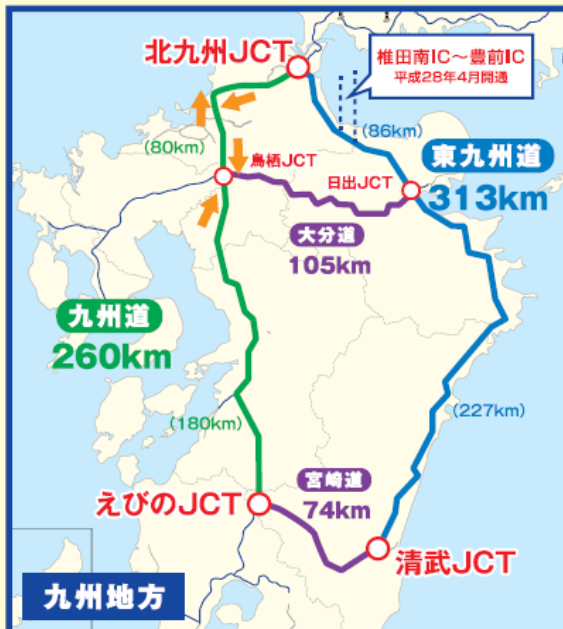 北九州JCT
椎田南IC～豊前IC
平成28年4月開通
(80km)
(86km)
鳥栖JCT
日出JCT
東九州道
313km
大分道
105km
九州道
260km
(180km)
(227km)
宮崎道
74km
えびのJCT
清武JCT
九州地方